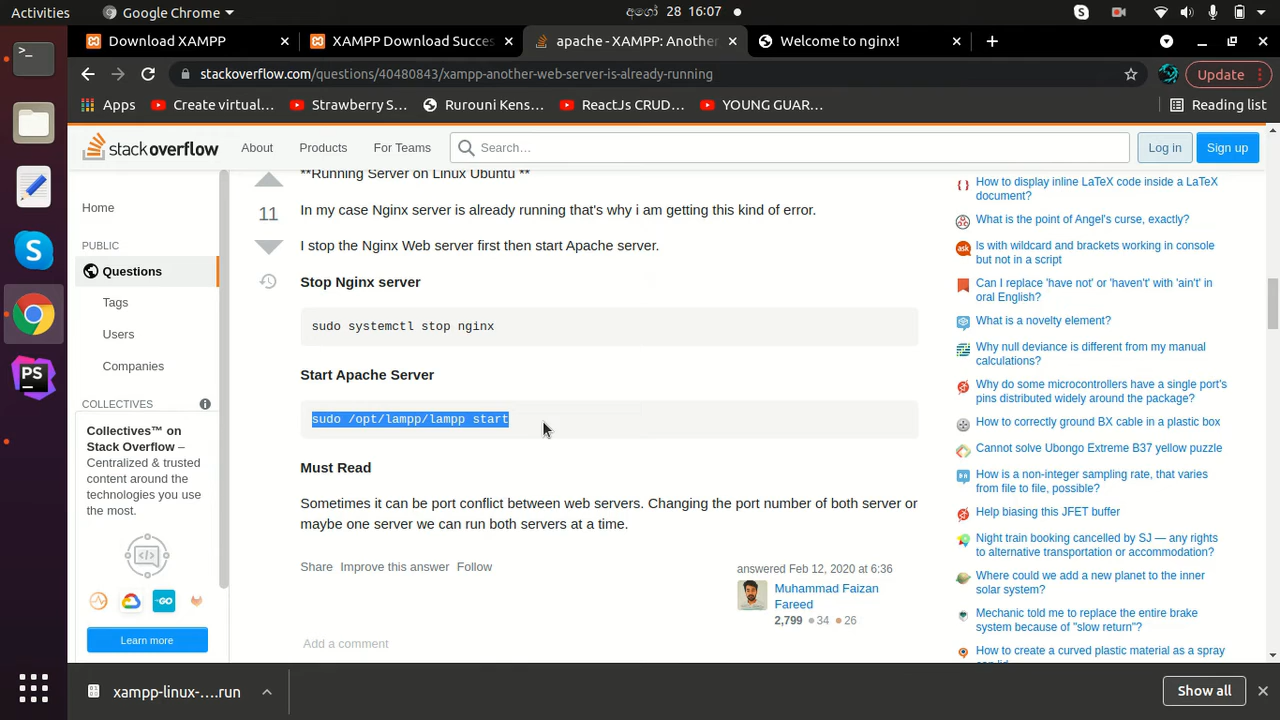 Activities
Google Chrome
අගෝ 28 16:07
Download XAMPP
XAMPP Download Succes
apache - XAMPP: Another
Welcome to nginx!
stackoverflow.com/questions/40480843/xampp-another-web-server-is-already-running
Update
Apps
Create virtual...
Strawberry S...
Rurouni Kens...
ReactJs CRUD...
YOUNG GUAR...
Reading list
stackoverflow
About
Products
For Teams
Search...
Log in
Sign up
Home
PUBLIC
Questions
Tags
Users
Companies
COLLECTIVES
Collectives™ on
Stack Overflow –
Centralized & trusted
content around the
technologies you use
the most.
Learn more
**Running Server on Linux Ubuntu **
11
In my case Nginx server is already running that's why i am getting this kind of error.
I stop the Nginx Web server first then start Apache server.
Stop Nginx server
sudo systemctl stop nginx
Start Apache Server
sudo /opt/lampp/lampp start
Must Read
Sometimes it can be port conflict between web servers. Changing the port number of both server or
maybe one server we can run both servers at a time.
Share Improve this answer Follow
answered Feb 12, 2020 at 6:36
Muhammad Faizan
Fareed
2,799 34 26
Add a comment
How to display inline LaTeX code inside a LaTeX
document?
What is the point of Angel's curse, exactly?
Is with wildcard and brackets working in console
but not in a script
Can I replace 'have not' or 'haven't' with 'ain't' in
oral English?
What is a novelty element?
Why null deviance is different from my manual
calculations?
Why do some microcontrollers have a single port's
pins distributed widely around the package?
How to correctly ground BX cable in a plastic box
Cannot solve Ubongo Extreme B37 yellow puzzle
How is a non-integer sampling rate, that varies
from file to file, possible?
Help biasing this JFET buffer
Night train booking cancelled by SJ — any rights
to alternative transportation or accommodation?
Where could we add a new planet to the inner
solar system?
Mechanic told me to replace the entire brake
system because of "slow return"?
How to create a curved plastic material as a spray
PS
xampp-linux-....run
Show all